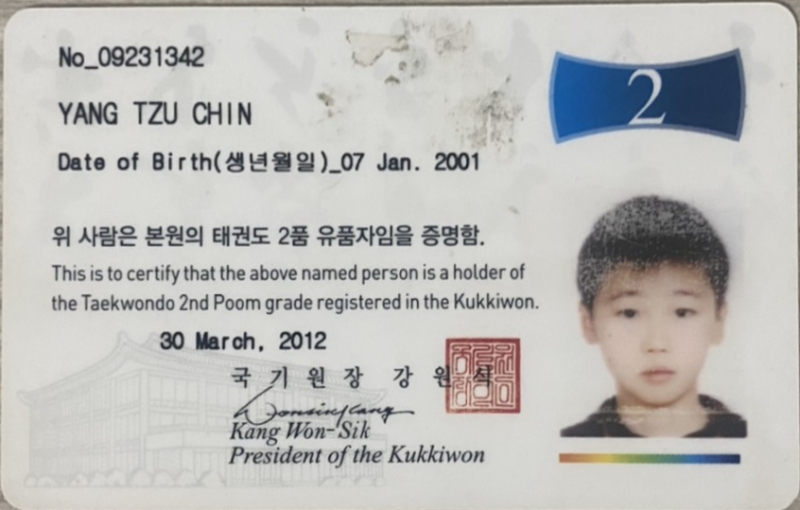 No_09231342
2
YANG TZU CHIN
Date of Birth(생년월일)_07 Jan. 2001
위 사람은 본원의 태권도 2품 유품자임을 증명함.
This is to certify that the above named person is a holder of
the Taekwondo 2nd Poom grade registered in the Kukkiwon.
30 March, 2012
국 기 원 장 강 원 식
Kang Won-Sik
President of the Kukkiwon